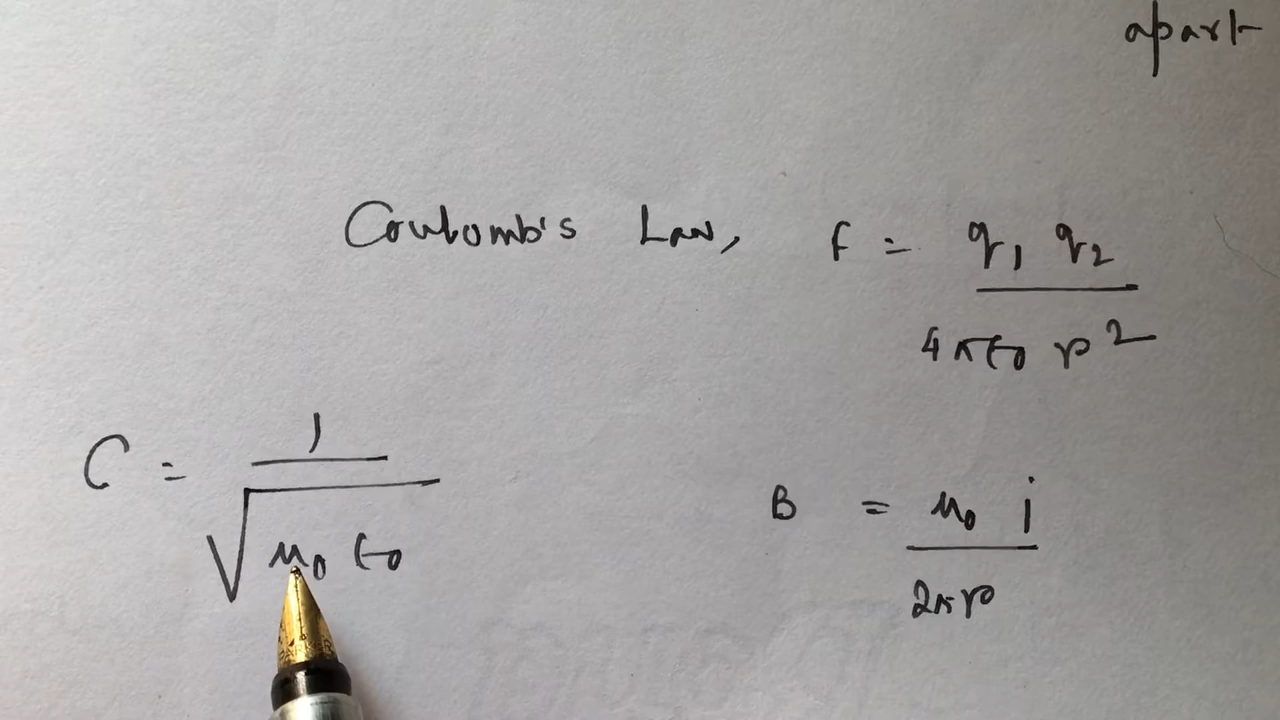 apart
Coulomb's Law, F = q1 q2 / 4πϵ0 r²
C = 1 / √μ0 ϵ0
B = μ0 i / 2πr